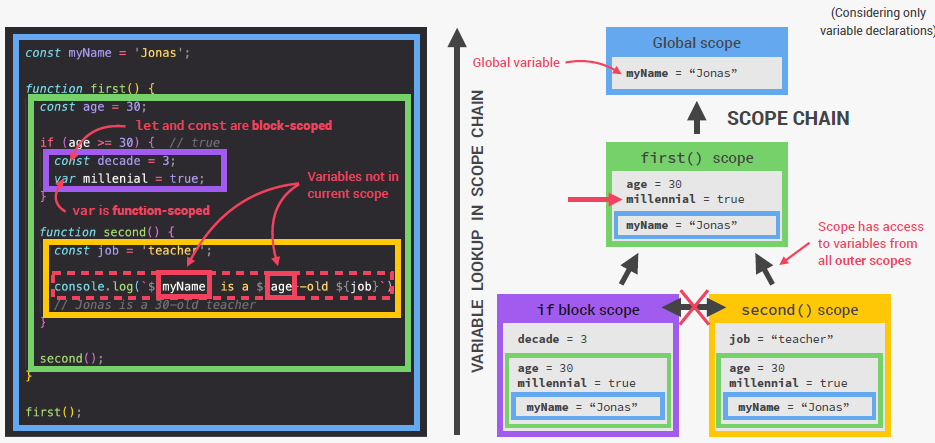 (Considering only
variable declarations)
const myName = 'Jonas';
function first() {
const age = 30;
let and const are block-scoped
if (age >= 30) {  // true
const decade = 3;
var millenial = true;
}
var is function-scoped
Variables not in
current scope
function second() {
const job = 'teacher';
console.log(`$ myName  is a $ age--old ${job}`)
// Jonas is a 30-old teacher
}
second();
}
first();
VARIABLE LOOKUP IN SCOPE CHAIN
Global scope
Global variable
myName = “Jonas”
SCOPE CHAIN
first() scope
age = 30
millennial = true
myName = “Jonas”
Scope has access
to variables from
all outer scopes
if block scope
decade = 3
age = 30
millennial = true
myName = “Jonas”
second() scope
job = “teacher”
age = 30
millennial = true
myName = “Jonas”